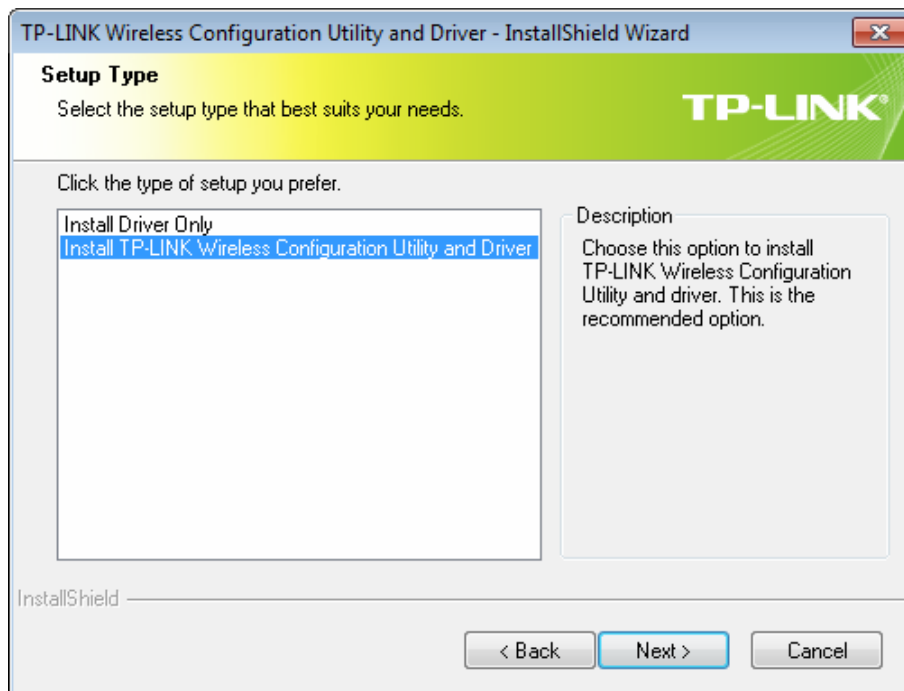 TP-LINK Wireless Configuration Utility and Driver - InstallShield Wizard
Setup Type
Select the setup type that best suits your needs.
TP-LINK®
Click the type of setup you prefer.
Install Driver Only
Install TP-LINK Wireless Configuration Utility and Driver
Description
Choose this option to install
TP-LINK Wireless Configuration
Utility and driver. This is the
recommended option.
InstallShield
< Back
Next >
Cancel